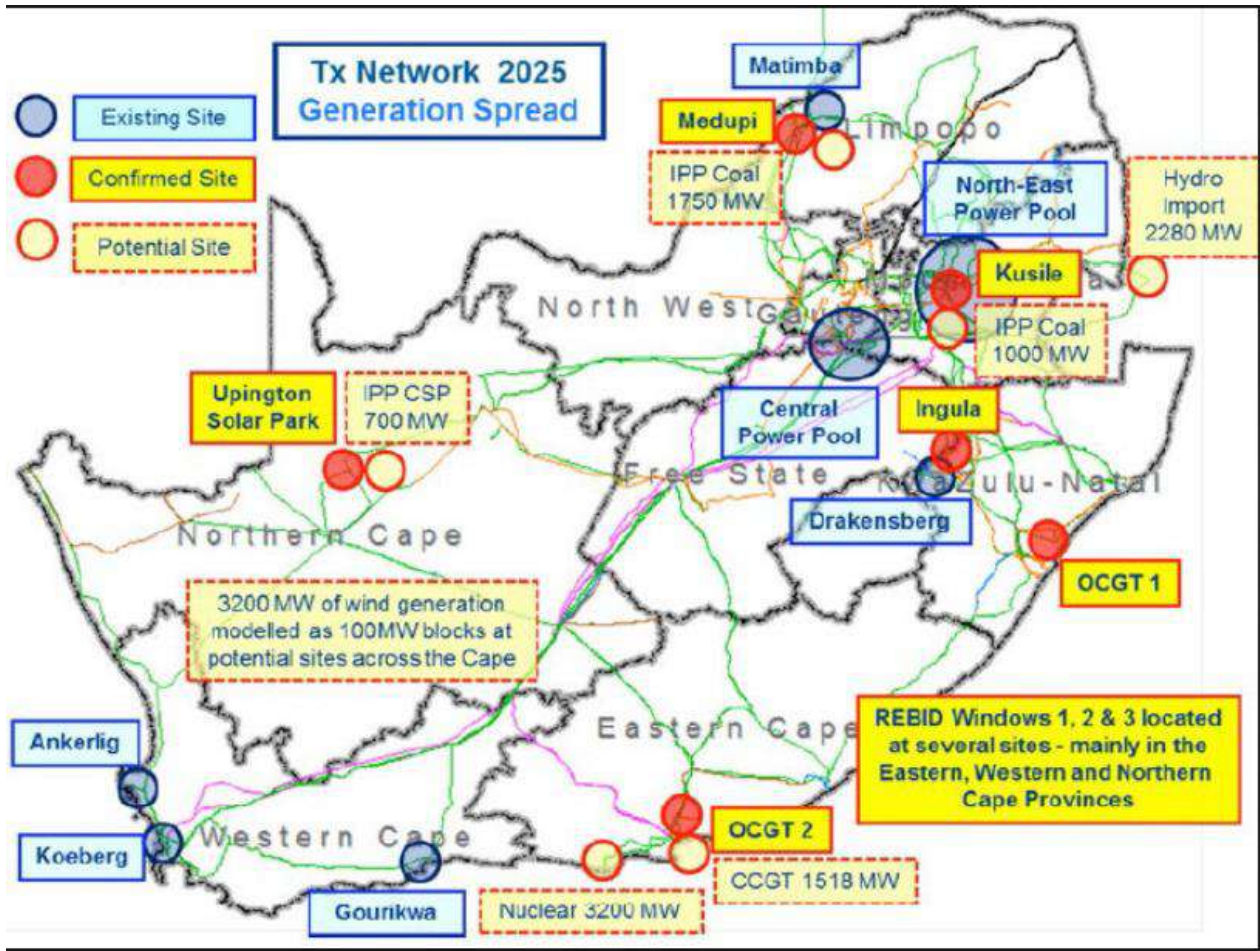 Tx Network 2025
Generation Spread
Existing Site
Confirmed Site
Potential Site
Matimba
Medupi
Limpopo
IPP Coal
1750 MW
North-East
Power Pool
Hydro
Import
2280 MW
Kusile
North West
Gauteng
IPP Coal
1000 MW
Upington
Solar Park
IPP CSP
700 MW
Central
Power Pool
Ingula
Free State
KwaZulu-Natal
Drakensberg
Northern Cape
OCGT 1
3200 MW of wind generation
modelled as 100MW blocks at
potential sites across the Cape
Eastern Cape
REBID Windows 1, 2 & 3 located
at several sites - mainly in the
Eastern, Western and Northern
Cape Provinces
Ankerlig
Koeberg
Western Cape
OCGT 2
CCGT 1518 MW
Gourikwa
Nuclear 3200 MW